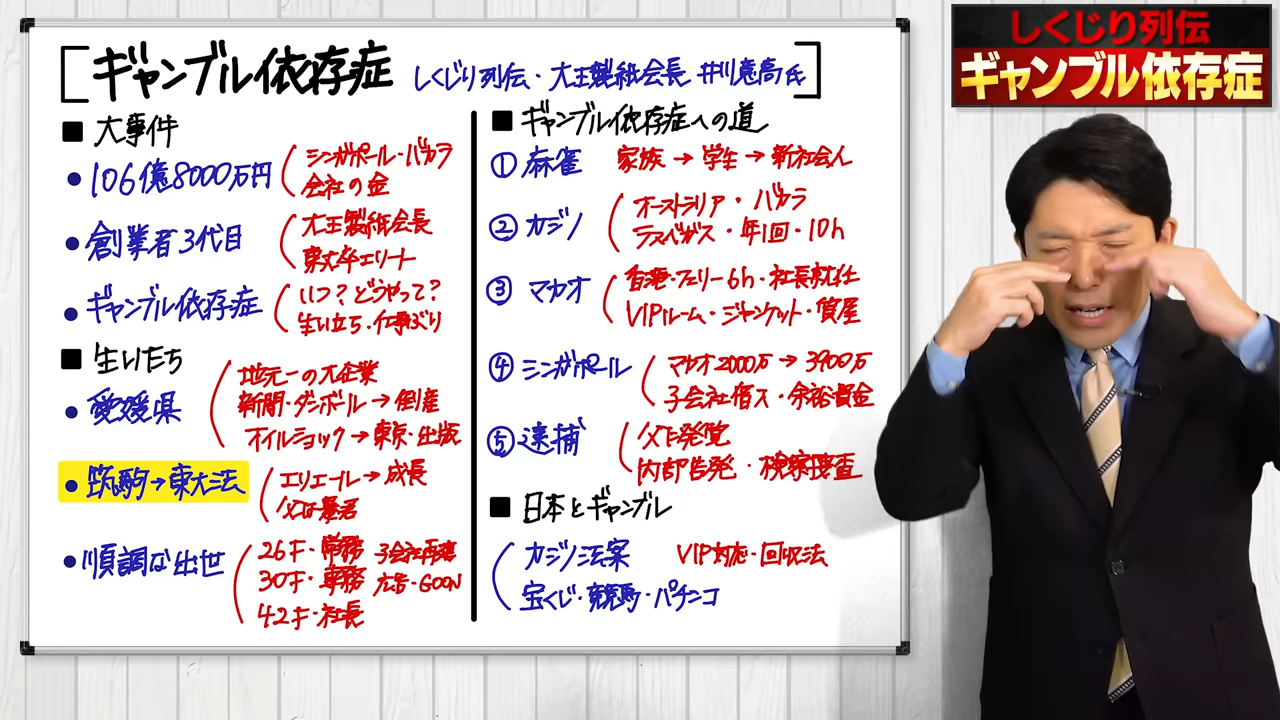 しくじり列伝
ギャンブル依存症
[ギャンブル依存症 しくじり列伝・大王製紙会長 井川意高氏]
■ 大事件
● 106億8000万円
シンガポール・バカラ
会社の金
● 創業者3代目
大王製紙会長
東大卒エリート
● ギャンブル依存症
いつ?どうやって?
生い立ち・仕事ぶり
■ 生いたち
● 愛媛県
地元一の大企業
新聞・ダンボール→倒産
オイルショック→東京・出版
● 筑駒→東大法
エリエール→成長
父は暴君
● 順調な出世
26才・常務 子会社再建
30才・専務 広告・GOON
42才・社長
■ ギャンブル依存症への道
① 麻雀 家族→学生→新社会人
② カジノ
オーストラリア・バカラ
ラスベガス・年1回・10h
③ マカオ
香港・フェリー6h・社長就任
VIPルーム・ジャンケット・質屋
④ シンガポール
マカオ2000万→3900万
子会社借入・余裕資金
⑤ 逮捕
父だ発覚
内部告発・検察捜査
■ 日本とギャンブル
カジノ法案 VIP対応・回収法
宝くじ・競馬・パチンコ